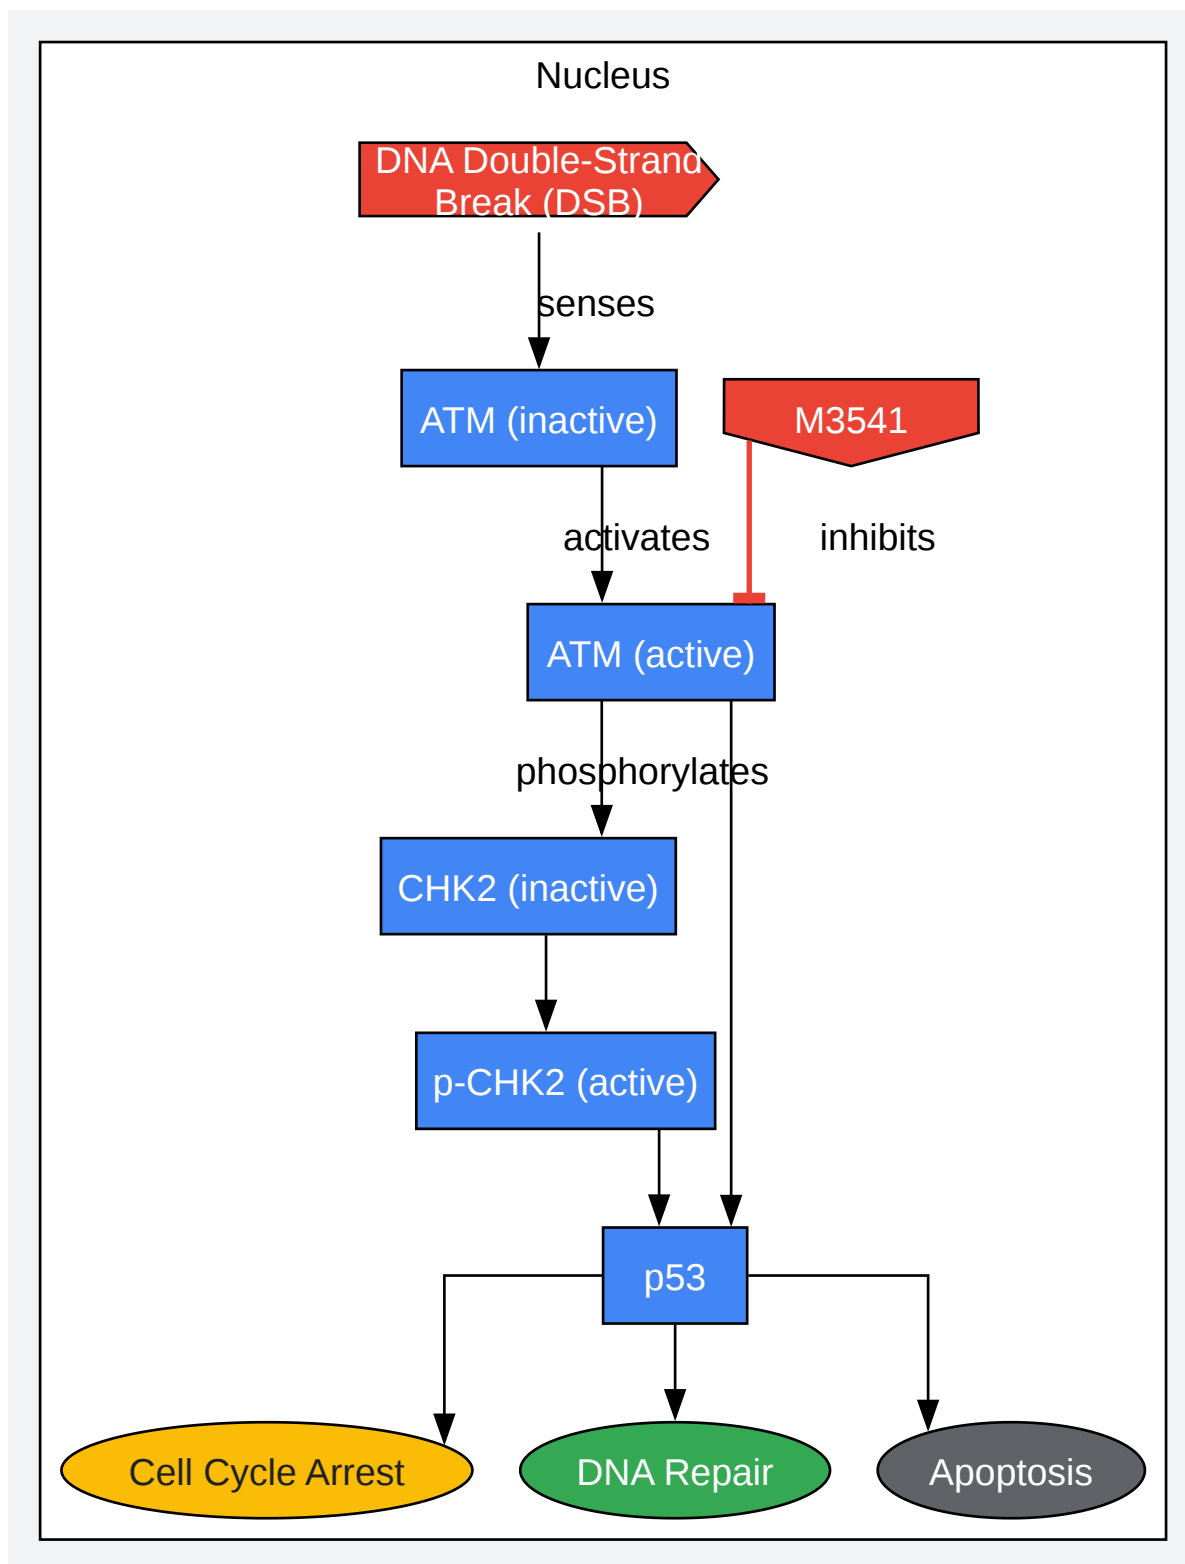 Nucleus
DNA Double-Strand
Break (DSB)
senses
ATM (inactive)
M3541
activates
inhibits
ATM (active)
phosphorylates
CHK2 (inactive)
p-CHK2 (active)
p53
Cell Cycle Arrest
DNA Repair
Apoptosis